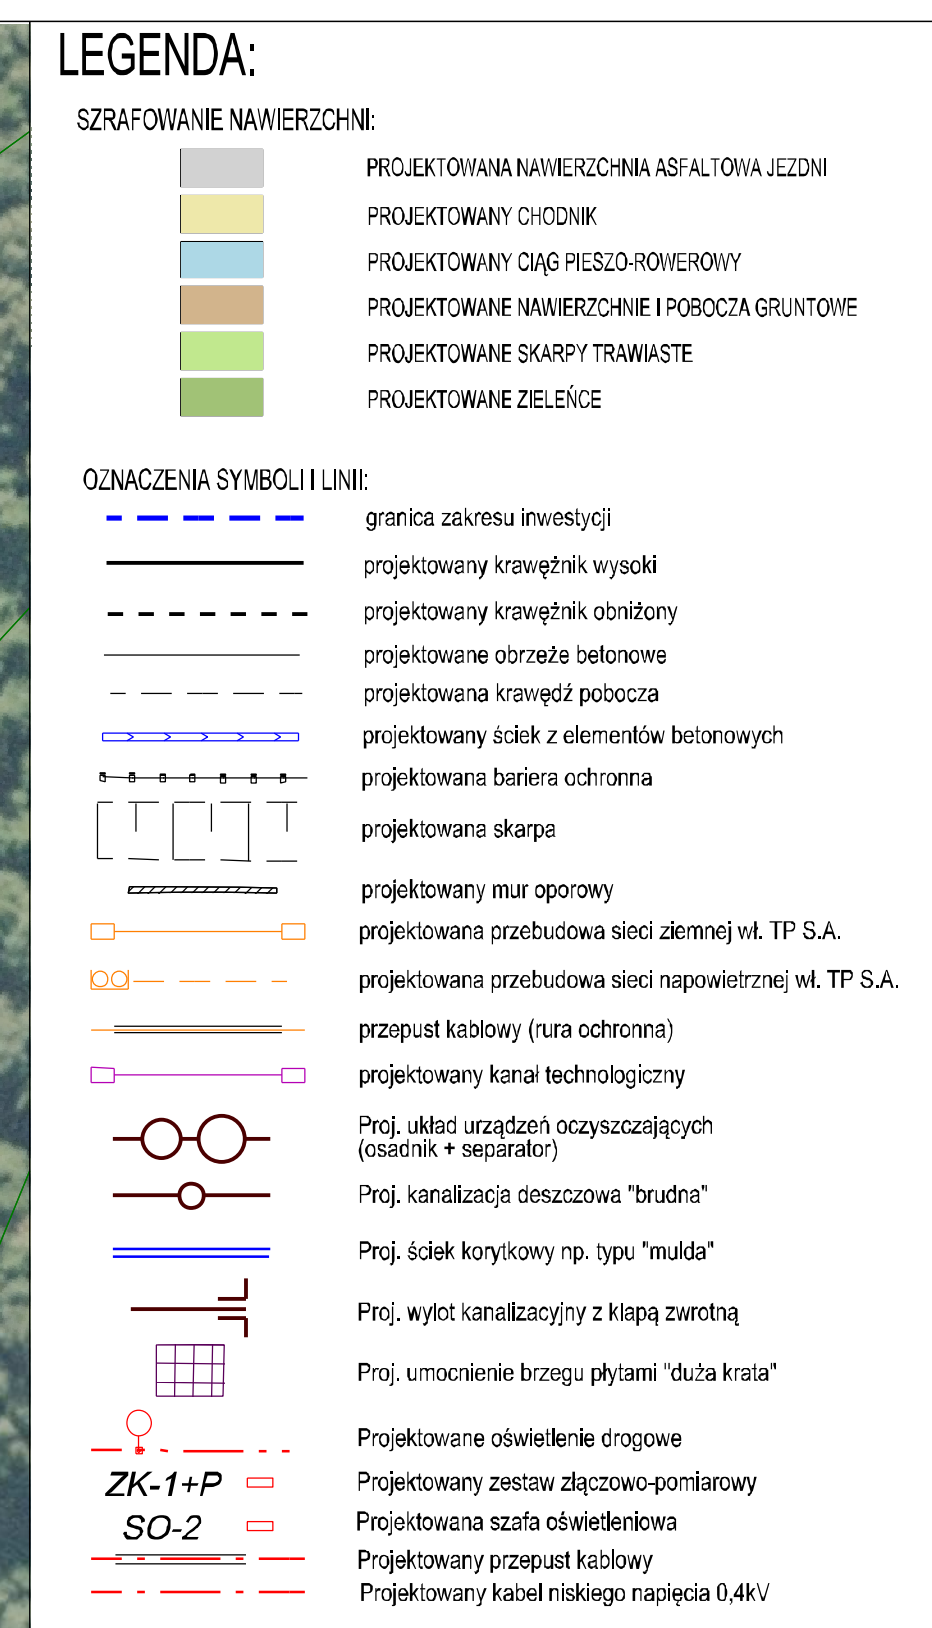 LEGENDA:
SZRAFOWANIE NAWIERZCHNI:
PROJEKTOWANA NAWIERZCHNIA ASFALTOWA JEZDNI
PROJEKTOWANY CHODNIK
PROJEKTOWANY CIĄG PIESZO-ROWEROWY
PROJEKTOWANE NAWIERZCHNIE I POBOCZA GRUNTOWE
PROJEKTOWANE SKARPY TRAWIASTE
PROJEKTOWANE ZIELEŃCE
OZNACZENIA SYMBOLI I LINII:
granica zakresu inwestycji
projektowany krawężnik wysoki
projektowany krawężnik obniżony
projektowane obrzeże betonowe
projektowana krawędź pobocza
projektowany ściek z elementów betonowych
projektowana bariera ochronna
projektowana skarpa
projektowany mur oporowy
projektowana przebudowa sieci ziemnej wł. TP S.A.
projektowana przebudowa sieci napowietrznej wł. TP S.A.
przepust kablowy (rura ochronna)
projektowany kanał technologiczny
Proj. układ urządzeń oczyszczających
(osadnik + separator)
Proj. kanalizacja deszczowa "brudna"
Proj. ściek korytkowy np. typu "mulda"
Proj. wylot kanalizacyjny z klapą zwrotną
Proj. umocnienie brzegu płytami "duża krata"
Projektowane oświetlenie drogowe
ZK-1+P Projektowany zestaw złączowo-pomiarowy
SO-2 Projektowana szafa oświetleniowa
Projektowany przepust kablowy
Projektowany kabel niskiego napięcia 0,4kV